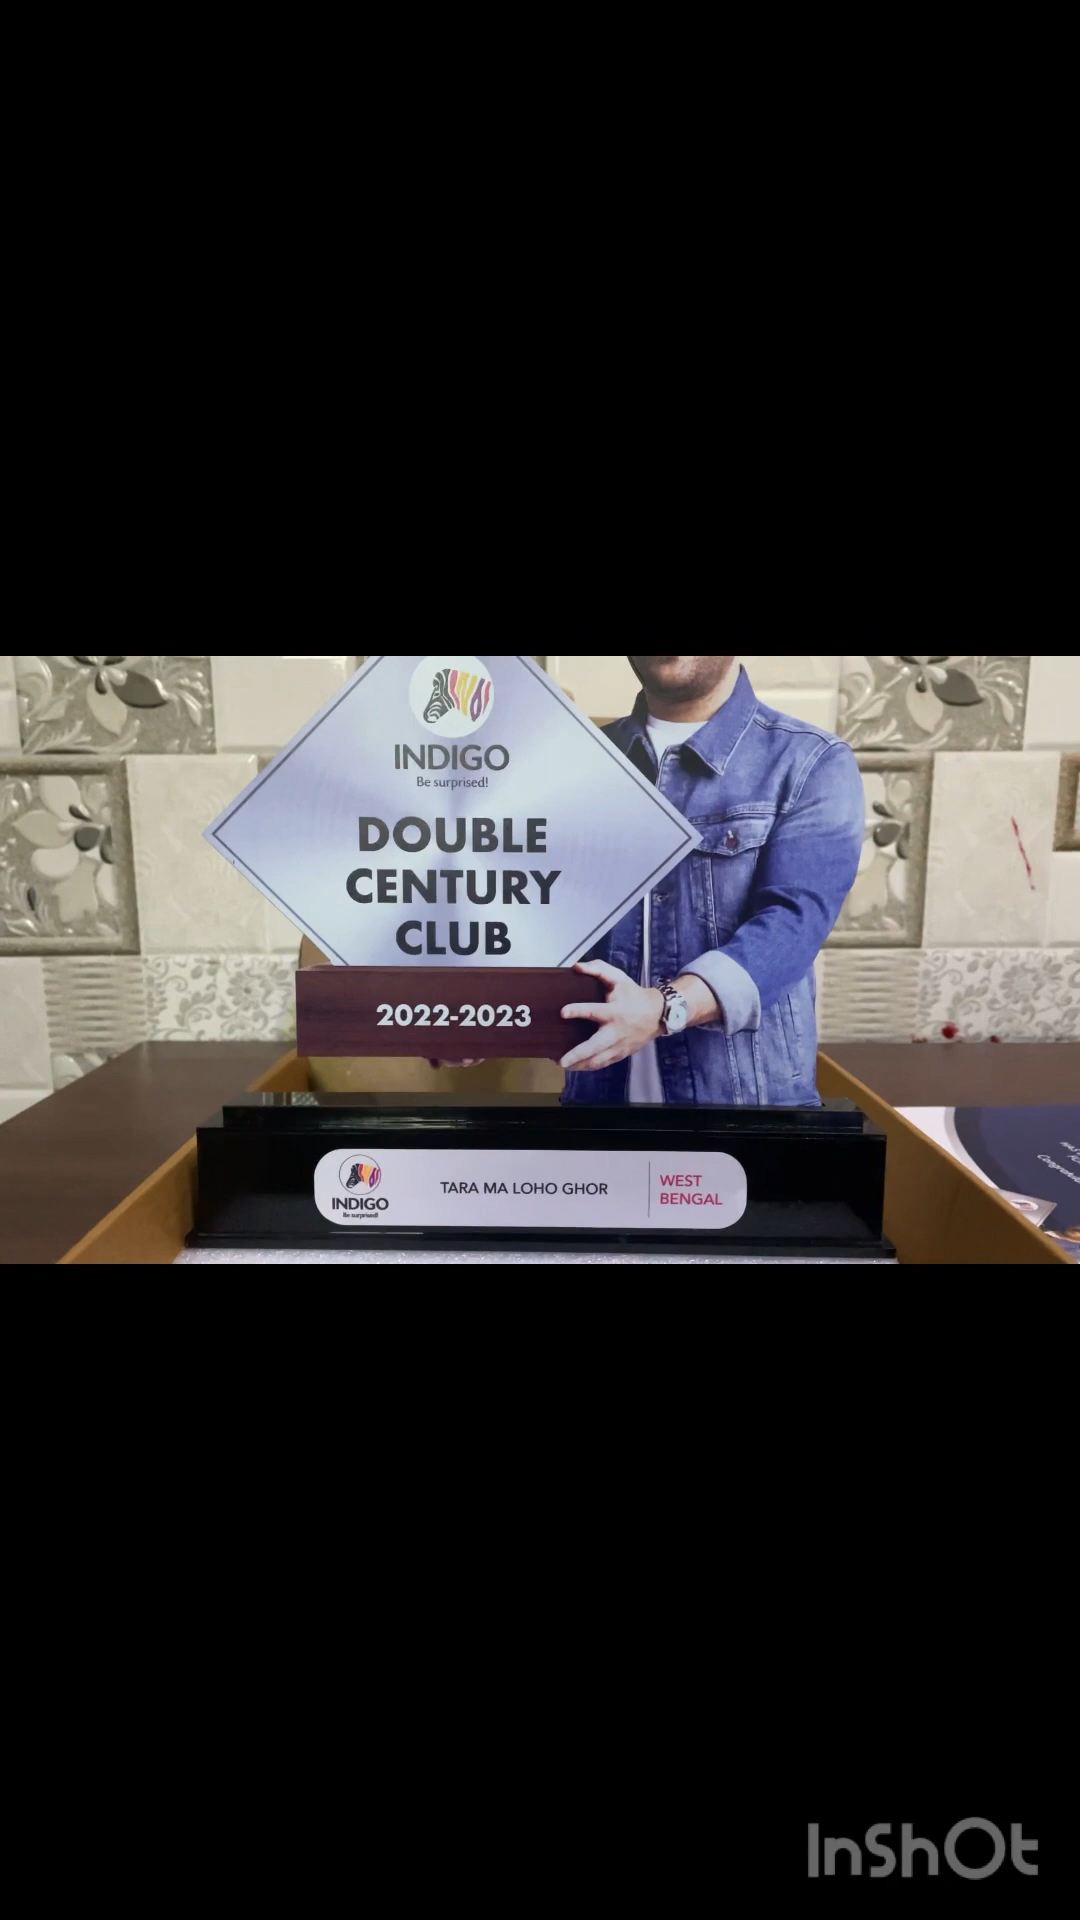 INDIGO
Be surprised!
DOUBLE
CENTURY
CLUB
2022-2023
INDIGO
Be surprised!
TARA MA LOHO GHOR
WEST
BENGAL
InShOt